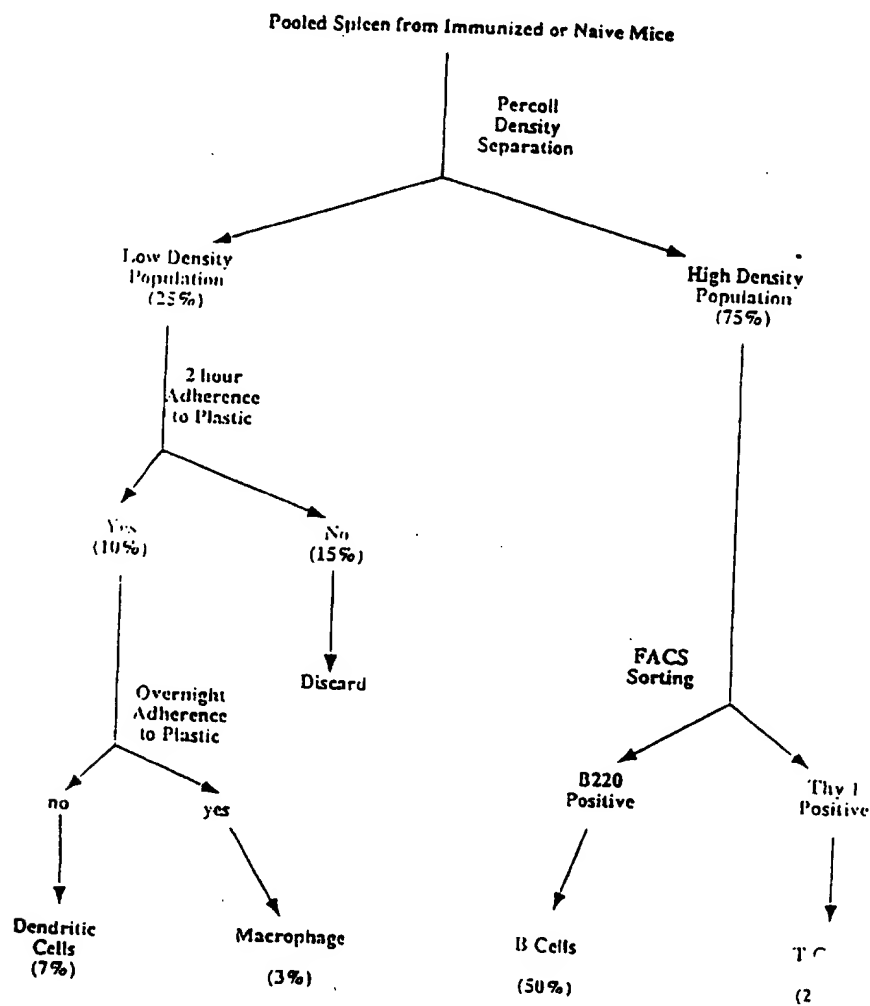 Pooled Spleen from Immunized or Naive Mice
Percoll
Density
Separation
Low Density
Population
(25%)
High Density
Population
(75%)
2 hour
Adherence
to Plastic
Yes
(10%)
No
(15%)
Discard
FACS
Sorting
Overnight
Adherence
to Plastic
no
yes
B220
Positive
Thy 1
Positive
Dendritic
Cells
(7%)
Macrophage
(3%)
B Cells
(50%)
T C
(2